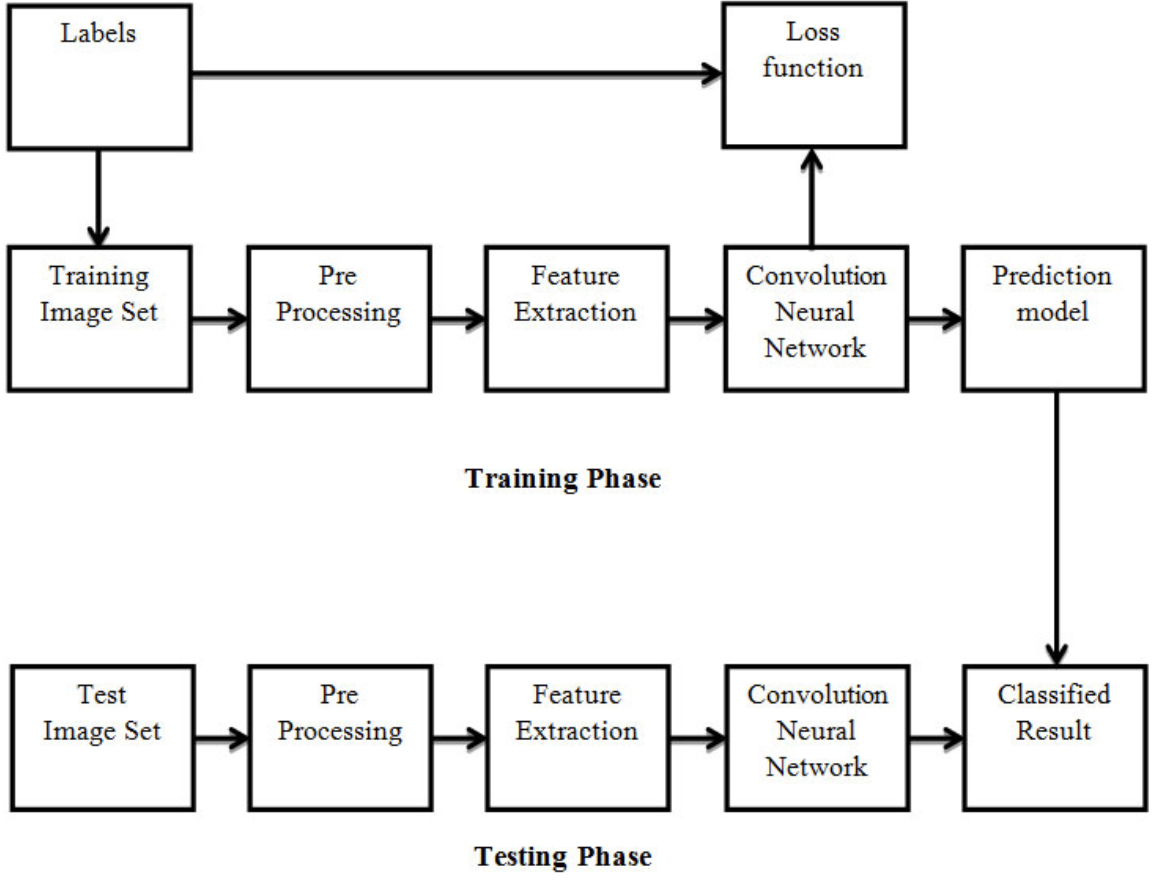 Labels
Loss
function
Training
Image Set
Pre
Processing
Feature
Extraction
Convolution
Neural
Network
Prediction
model
Training Phase
Test
Image Set
Pre
Processing
Feature
Extraction
Convolution
Neural
Network
Classified
Result
Testing Phase